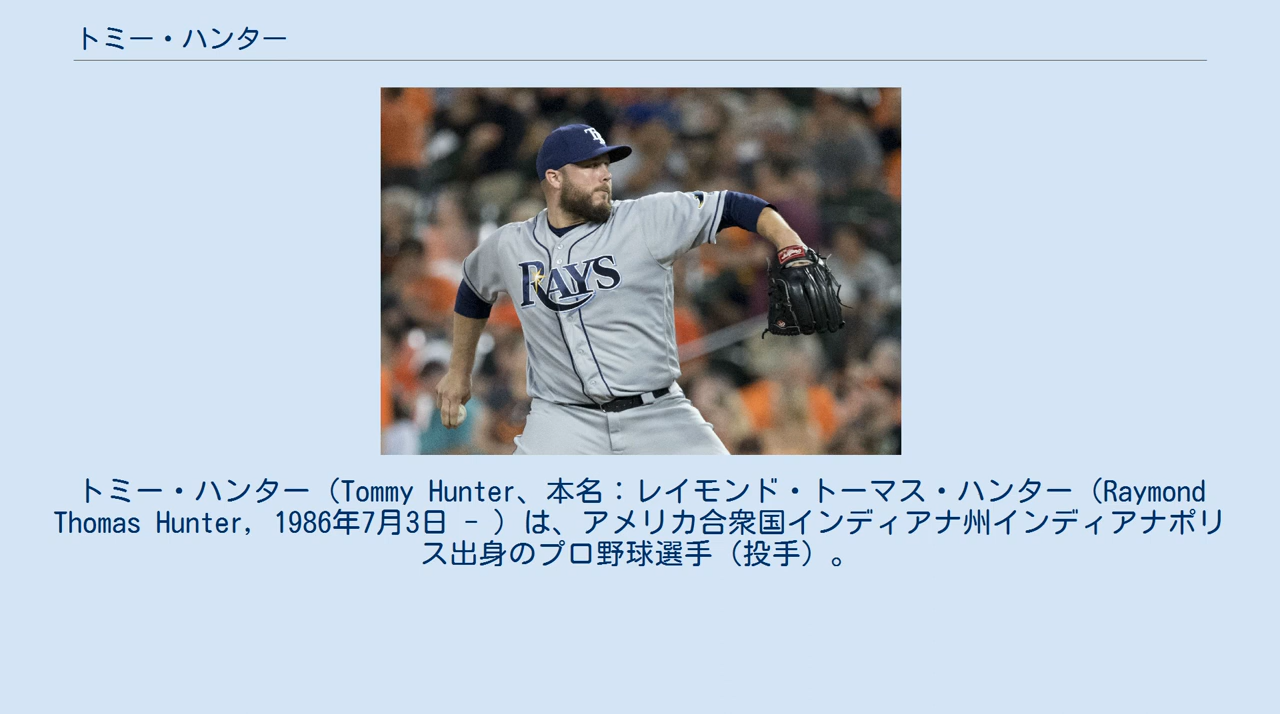 トミー・ハンター
RAYS
トミー・ハンター（Tommy Hunter、本名：レイモンド・トーマス・ハンター（Raymond
Thomas Hunter, 1986年7月3日 - ）は、アメリカ合衆国インディアナ州インディアナポリ
ス出身のプロ野球選手（投手）。